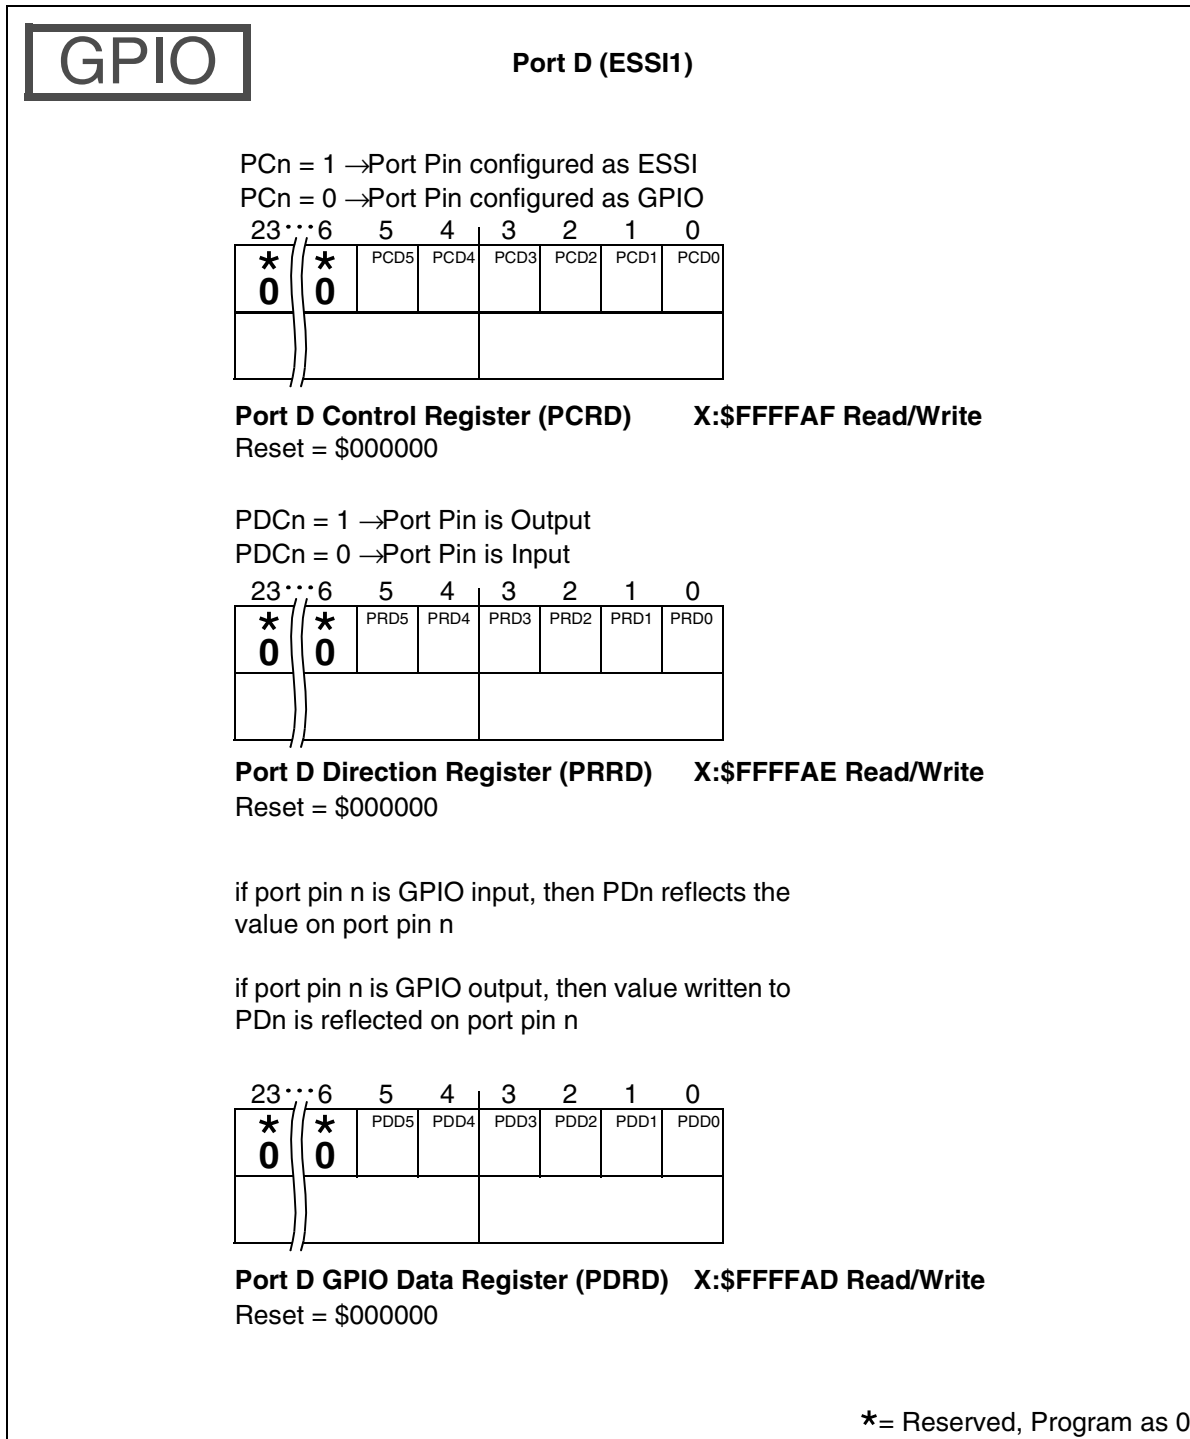 GPIO
Port D (ESSI1)
PCn = 1 →Port Pin configured as ESSI
PCn = 0 →Port Pin configured as GPIO
23 ··· 6 5 4 3 2 1 0
* * PCD5 PCD4 PCD3 PCD2 PCD1 PCD0
0 0
Port D Control Register (PCRD) X:$FFFFAF Read/Write
Reset = $000000
PDCn = 1 →Port Pin is Output
PDCn = 0 →Port Pin is Input
23 ··· 6 5 4 3 2 1 0
* * PRD5 PRD4 PRD3 PRD2 PRD1 PRD0
0 0
Port D Direction Register (PRRD) X:$FFFFAE Read/Write
Reset = $000000
if port pin n is GPIO input, then PDn reflects the
value on port pin n
if port pin n is GPIO output, then value written to
PDn is reflected on port pin n
23 ··· 6 5 4 3 2 1 0
* * PDD5 PDD4 PDD3 PDD2 PDD1 PDD0
0 0
Port D GPIO Data Register (PDRD) X:$FFFFAD Read/Write
Reset = $000000
*= Reserved, Program as 0